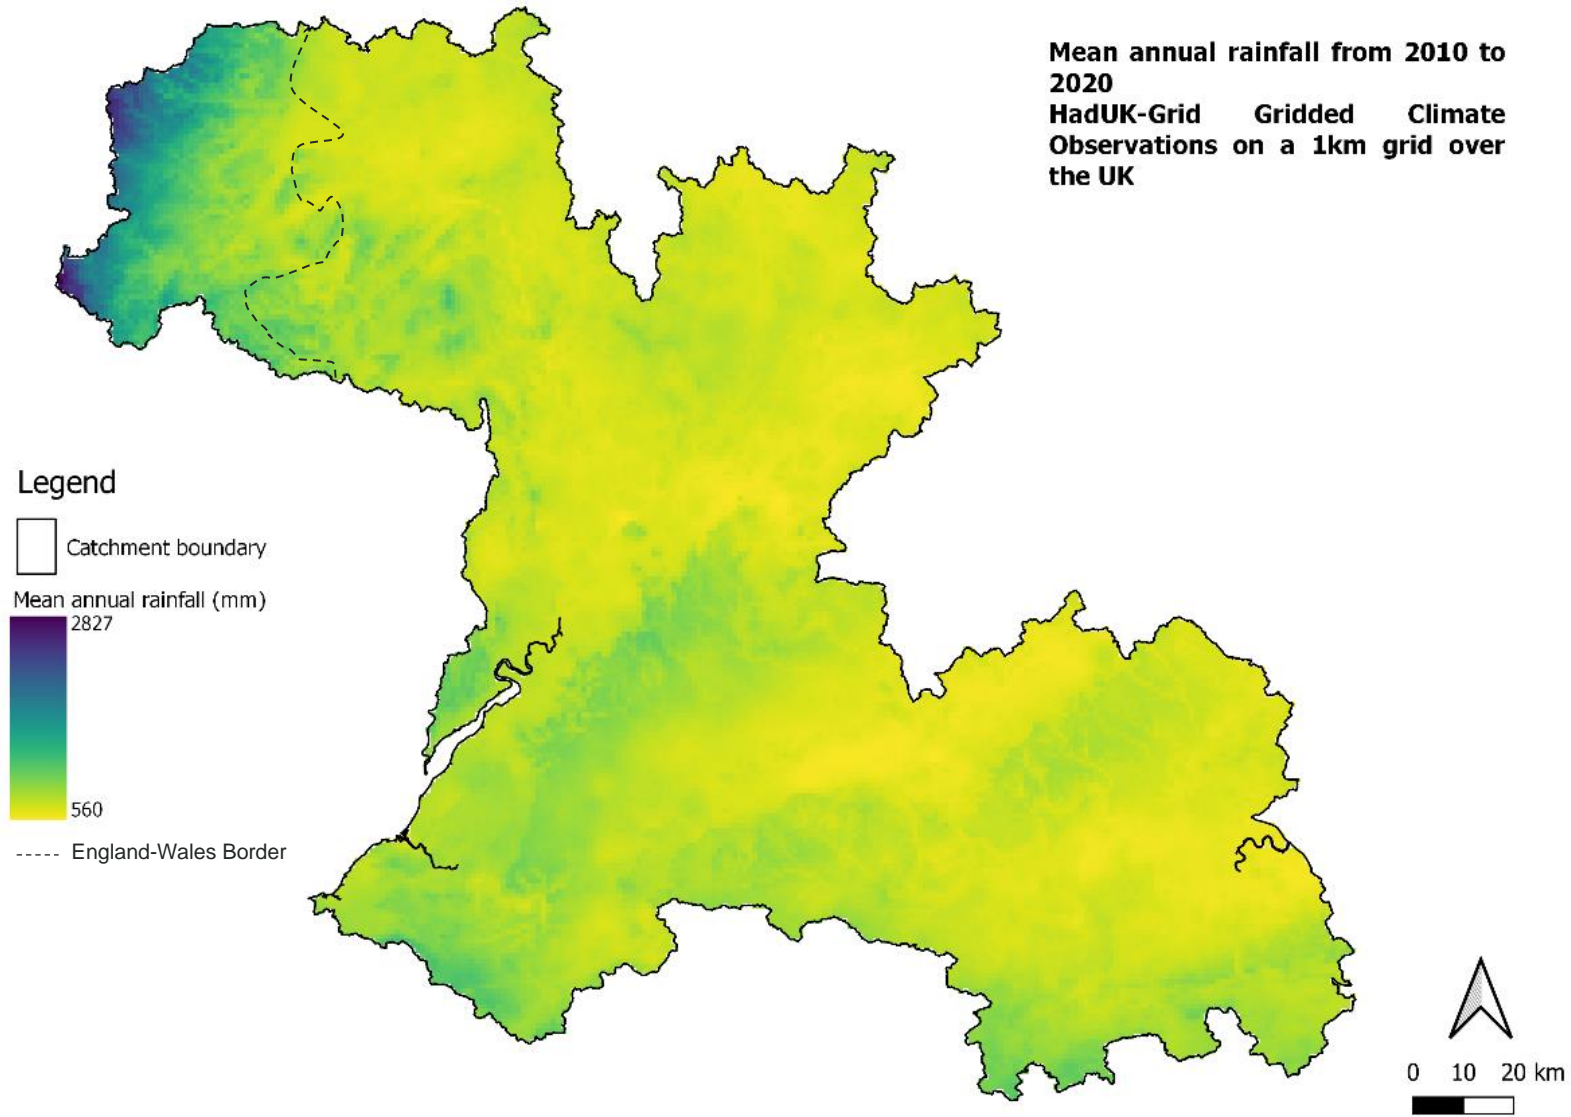 Mean annual rainfall from 2010 to
2020
HadUK-Grid Gridded Climate
Observations on a 1km grid over
the UK
Legend
Catchment boundary
Mean annual rainfall (mm)
2827
560
England-Wales Border
0 10 20 km